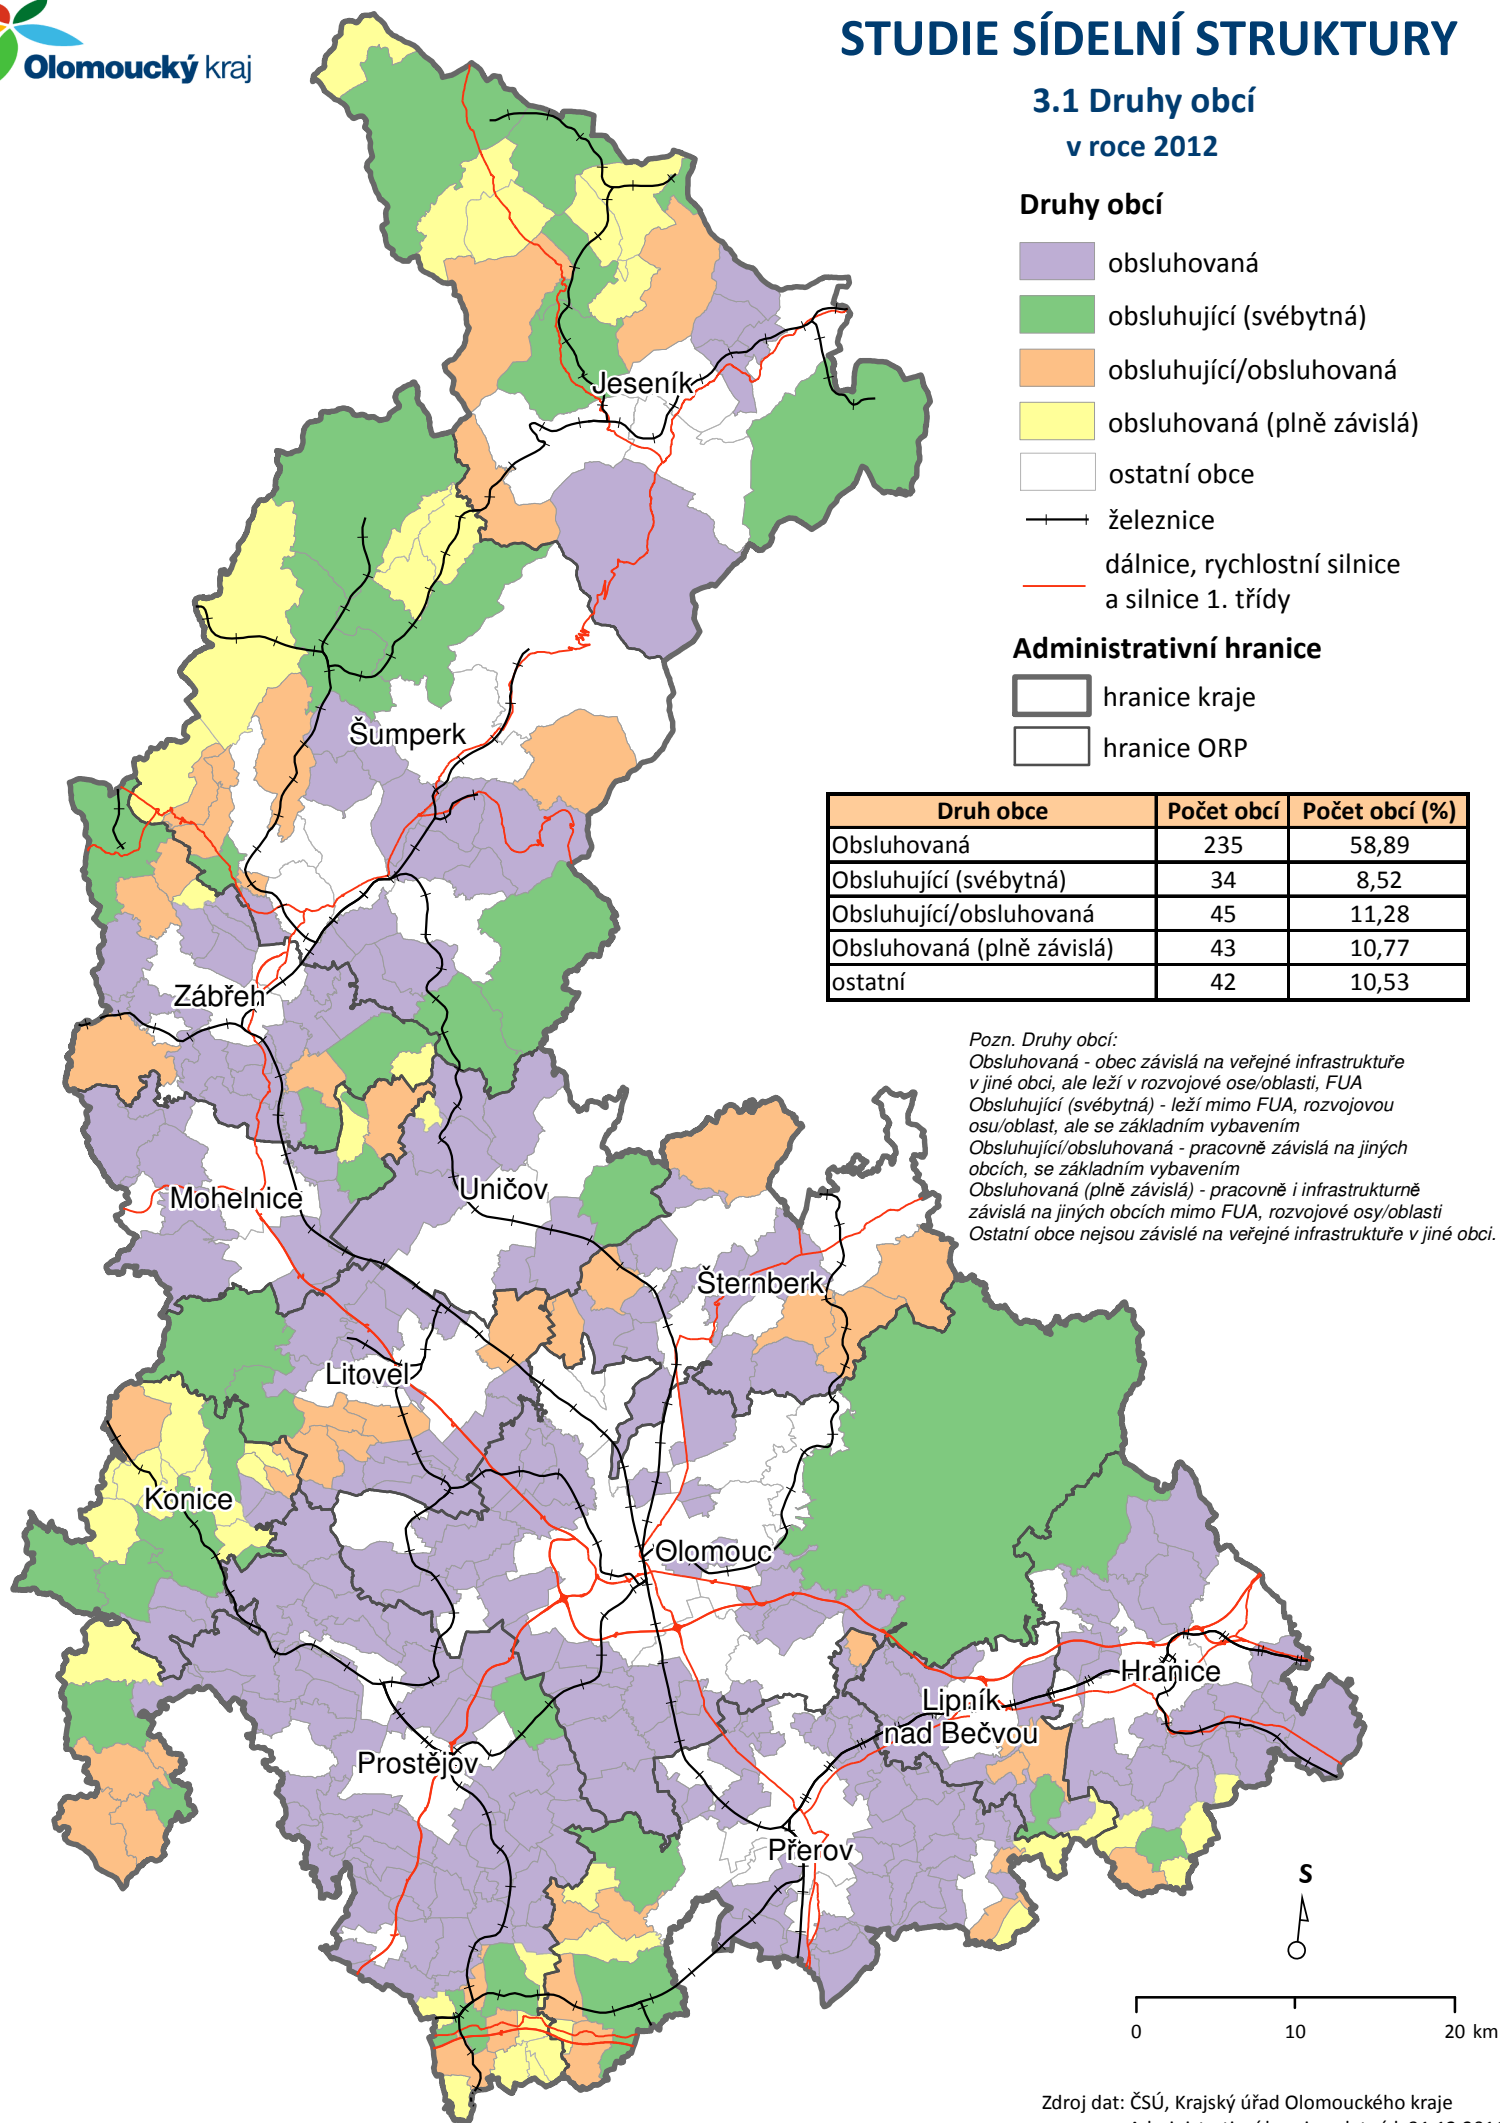 Olomoucký kraj
STUDIE SÍDELNÍ STRUKTURY
3.1 Druhy obcí
v roce 2012
Druhy obcí
obsluhovaná
obsluhující (svébytná)
obsluhující/obsluhovaná
obsluhovaná (plně závislá)
ostatní obce
železnice
dálnice, rychlostní silnice
a silnice 1. třídy
Administrativní hranice
hranice kraje
hranice ORP
Druh obce Počet obcí Počet obcí (%)
Obsluhovaná 235 58,89
Obsluhující (svébytná) 34 8,52
Obsluhující/obsluhovaná 45 11,28
Obsluhovaná (plně závislá) 43 10,77
ostatní 42 10,53
Pozn. Druhy obcí:
Obsluhovaná - obec závislá na veřejné infrastruktuře
v jiné obci, ale leží v rozvojové ose/oblasti, FUA
Obsluhující (svébytná) - leží mimo FUA, rozvojovou
osu/oblast, ale se základním vybavením
Obsluhující/obsluhovaná - pracovně závislá na jiných
obcích, se základním vybavením
Obsluhovaná (plně závislá) - pracovně i infrastrukturně
závislá na jiných obcích mimo FUA, rozvojové osy/oblasti
Ostatní obce nejsou závislé na veřejné infrastruktuře v jiné obci.
Jeseník
Šumperk
Zábřeh
Mohelnice
Uničov
Šternberk
Litovel
Konice
Olomouc
Hranice
Lipník
nad Bečvou
Prostějov
Přerov
S
0 10 20 km
Zdroj dat: ČSÚ, Krajský úřad Olomouckého kraje